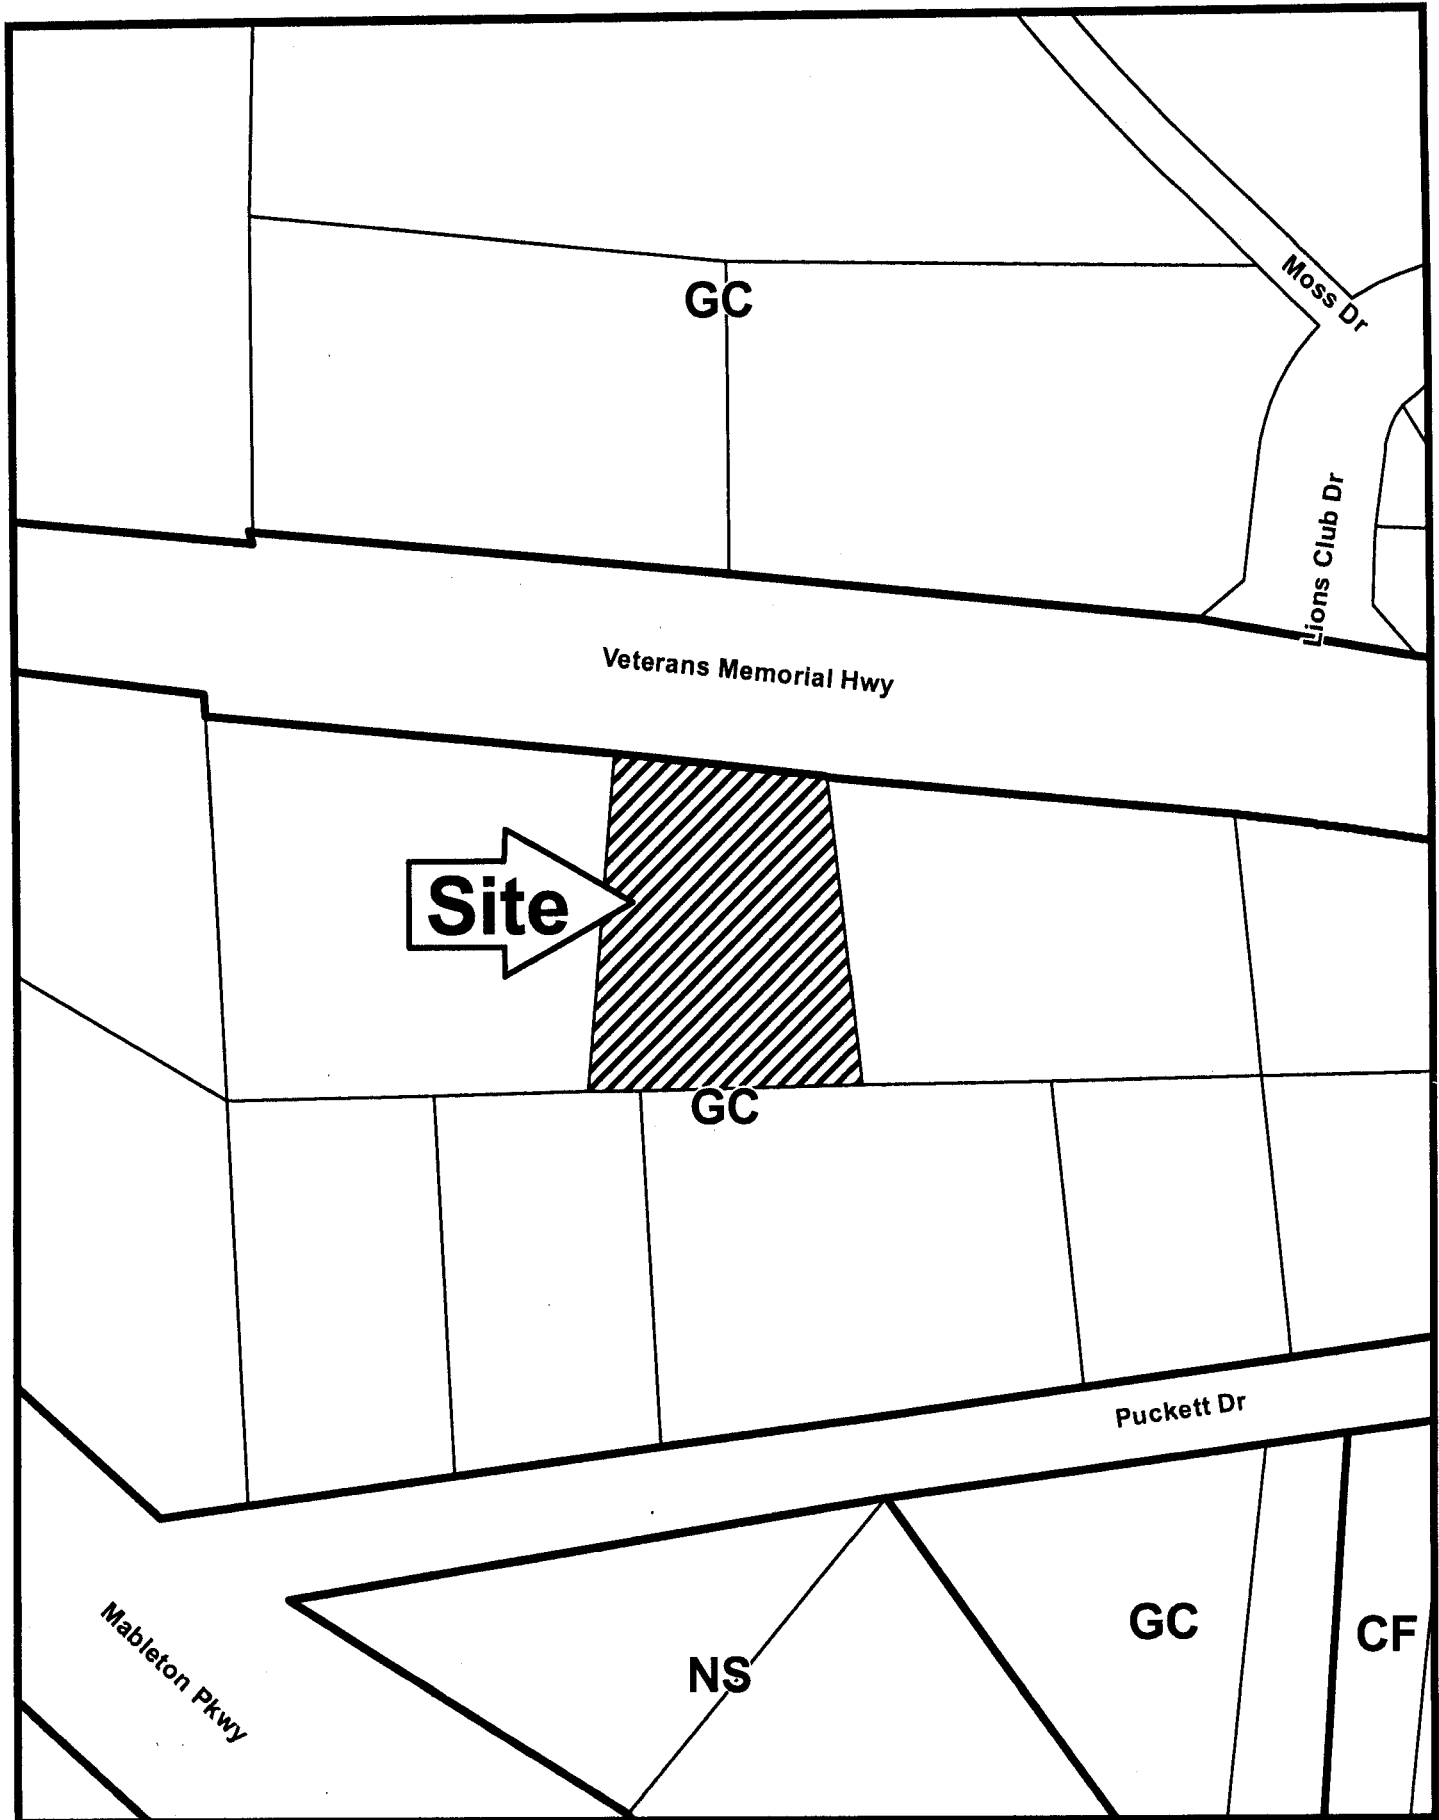 GC
Moss Dr
Lions Club Dr
Veterans Memorial Hwy
Site
GC
Puckett Dr
Mableton Pkwy
NS
GC
CF